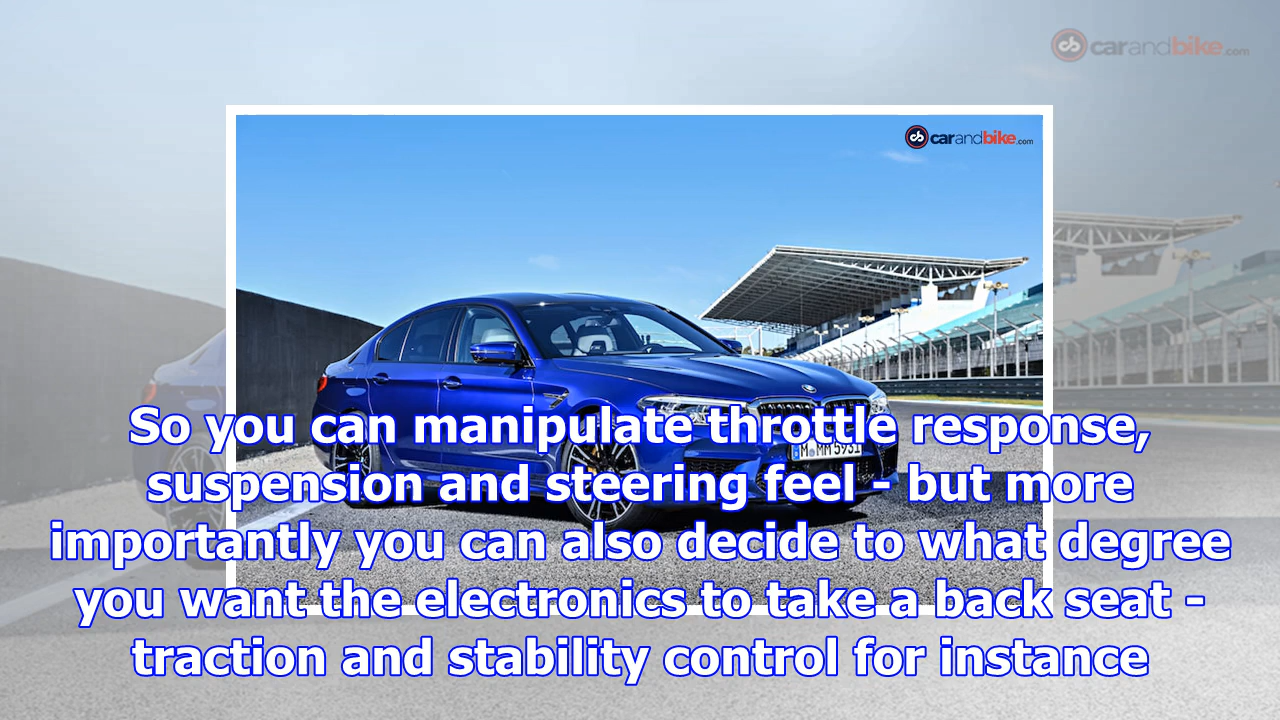 carandbike.com
carandbike.com
M MM 5931
So you can manipulate throttle response,
suspension and steering feel - but more
importantly you can also decide to what degree
you want the electronics to take a back seat -
traction and stability control for instance